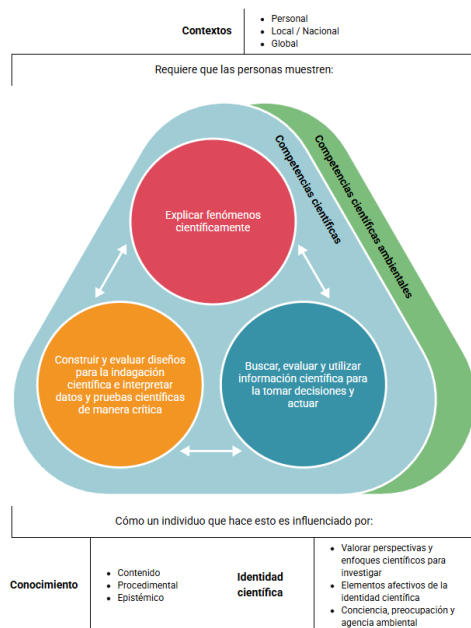 Contextos
• Personal
• Local / Nacional
• Global
Requiere que las personas muestren:
Competencias científicas
Competencias científicas ambientales
Explicar fenómenos
científicamente
Construir y evaluar diseños
para la indagación
científica e interpretar
datos y pruebas científicas
de manera crítica
Buscar, evaluar y utilizar
información científica para
la tomar decisiones y
actuar
Cómo un individuo que hace esto es influenciado por:
Conocimiento
• Contenido
• Procedimental
• Epistémico
Identidad
científica
• Valorar perspectivas y
enfoques científicos para
investigar
• Elementos afectivos de la
identidad científica
• Conciencia, preocupación y
agencia ambiental